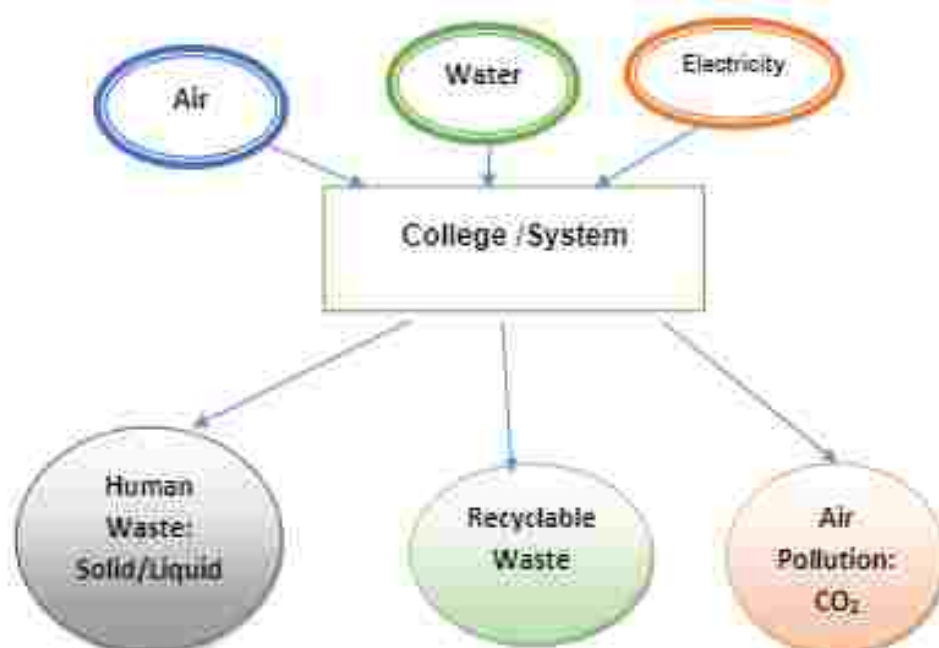 Air
Water
Electricity
College /System
Human
Waste:
Solid/Liquid
Recyclable
Waste
Air
Pollution:
CO₂